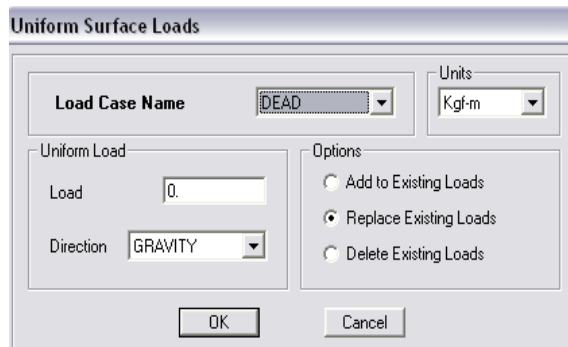 Uniform Surface Loads
Units
Load Case Name DEAD Kgf-m
Uniform Load
Load 0.
Direction GRAVITY
Options
Add to Existing Loads
Replace Existing Loads
Delete Existing Loads
OK Cancel